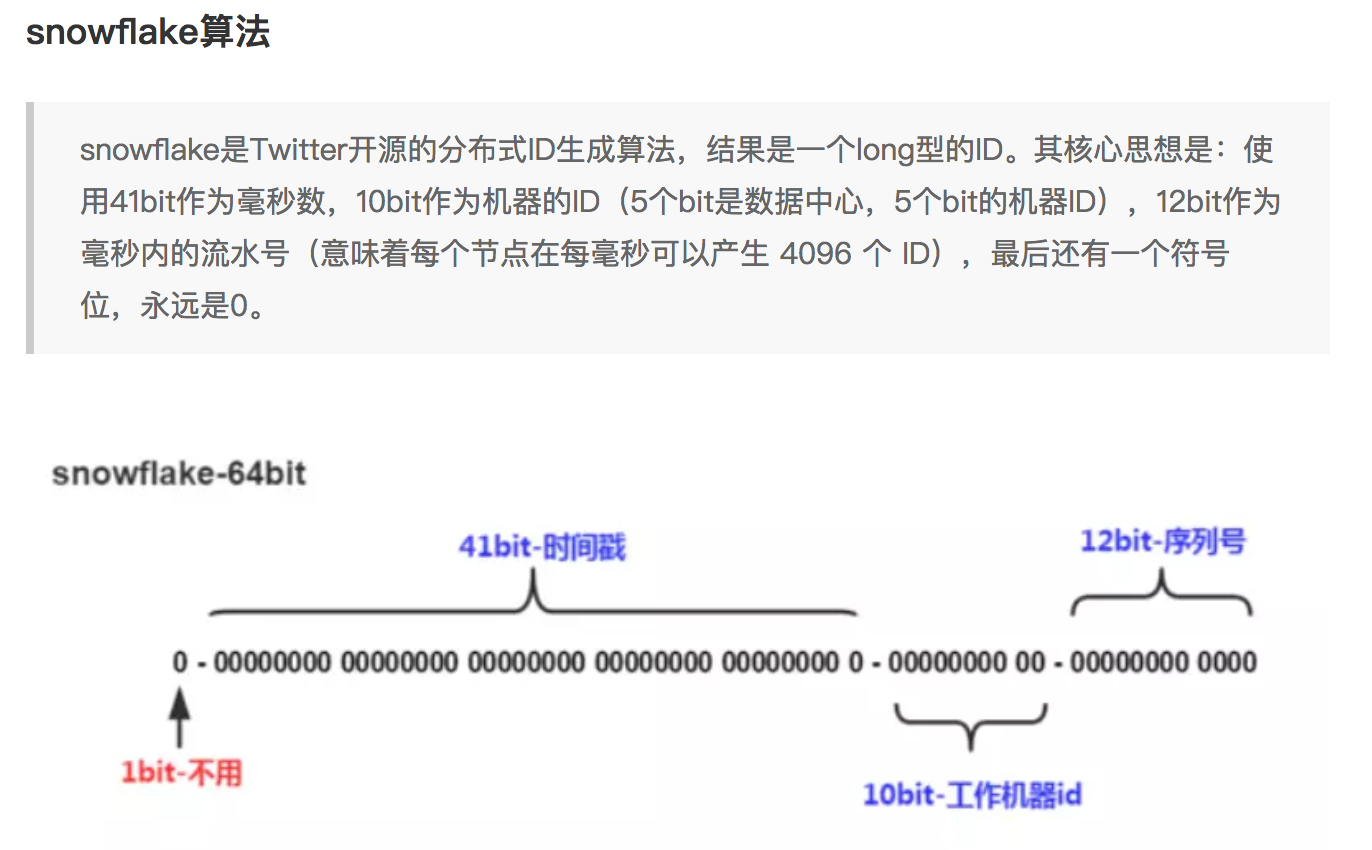 snowflake算法
snowflake是Twitter开源的分布式ID生成算法，结果是一个long型的ID。其核心思想是：使
用41bit作为毫秒数，10bit作为机器的ID（5个bit是数据中心，5个bit的机器ID），12bit作为
毫秒内的流水号（意味着每个节点在每毫秒可以产生 4096 个 ID），最后还有一个符号
位，永远是0。
snowflake-64bit
41bit-时间戳
12bit-序列号
0 - 00000000 00000000 00000000 00000000 00000000 0 - 00000000 00 - 00000000 0000
1bit-不用
10bit-工作机器id